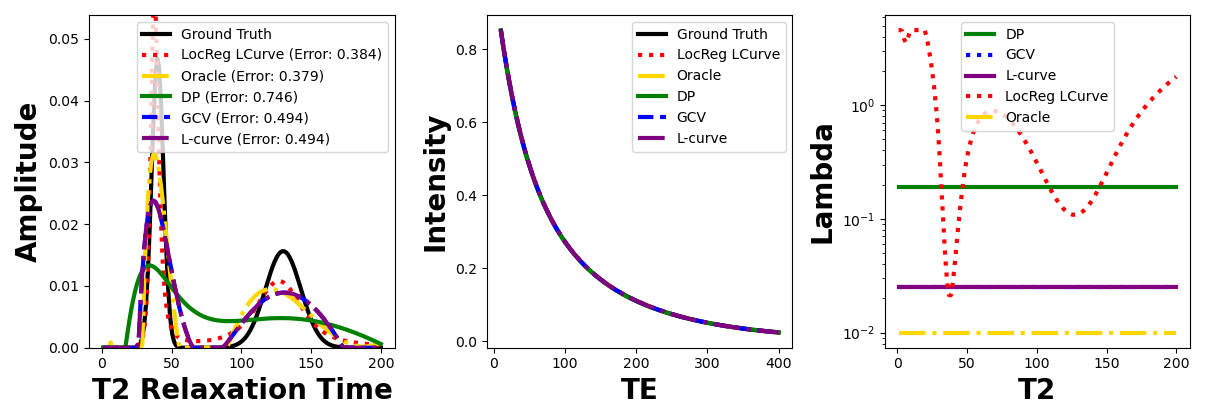 Amplitude
0.05
0.04
0.03
0.02
0.01
0.00
0
50
100
150
200
T2 Relaxation Time
Ground Truth
LocReg LCurve (Error: 0.384)
Oracle (Error: 0.379)
DP (Error: 0.746)
GCV (Error: 0.494)
L-curve (Error: 0.494)
Intensity
0.8
0.6
0.4
0.2
0.0
0
100
200
300
400
TE
Ground Truth
LocReg LCurve
Oracle
DP
GCV
L-curve
Lambda
10⁰
10⁻¹
10⁻²
0
50
100
150
200
T2
DP
GCV
L-curve
LocReg LCurve
Oracle